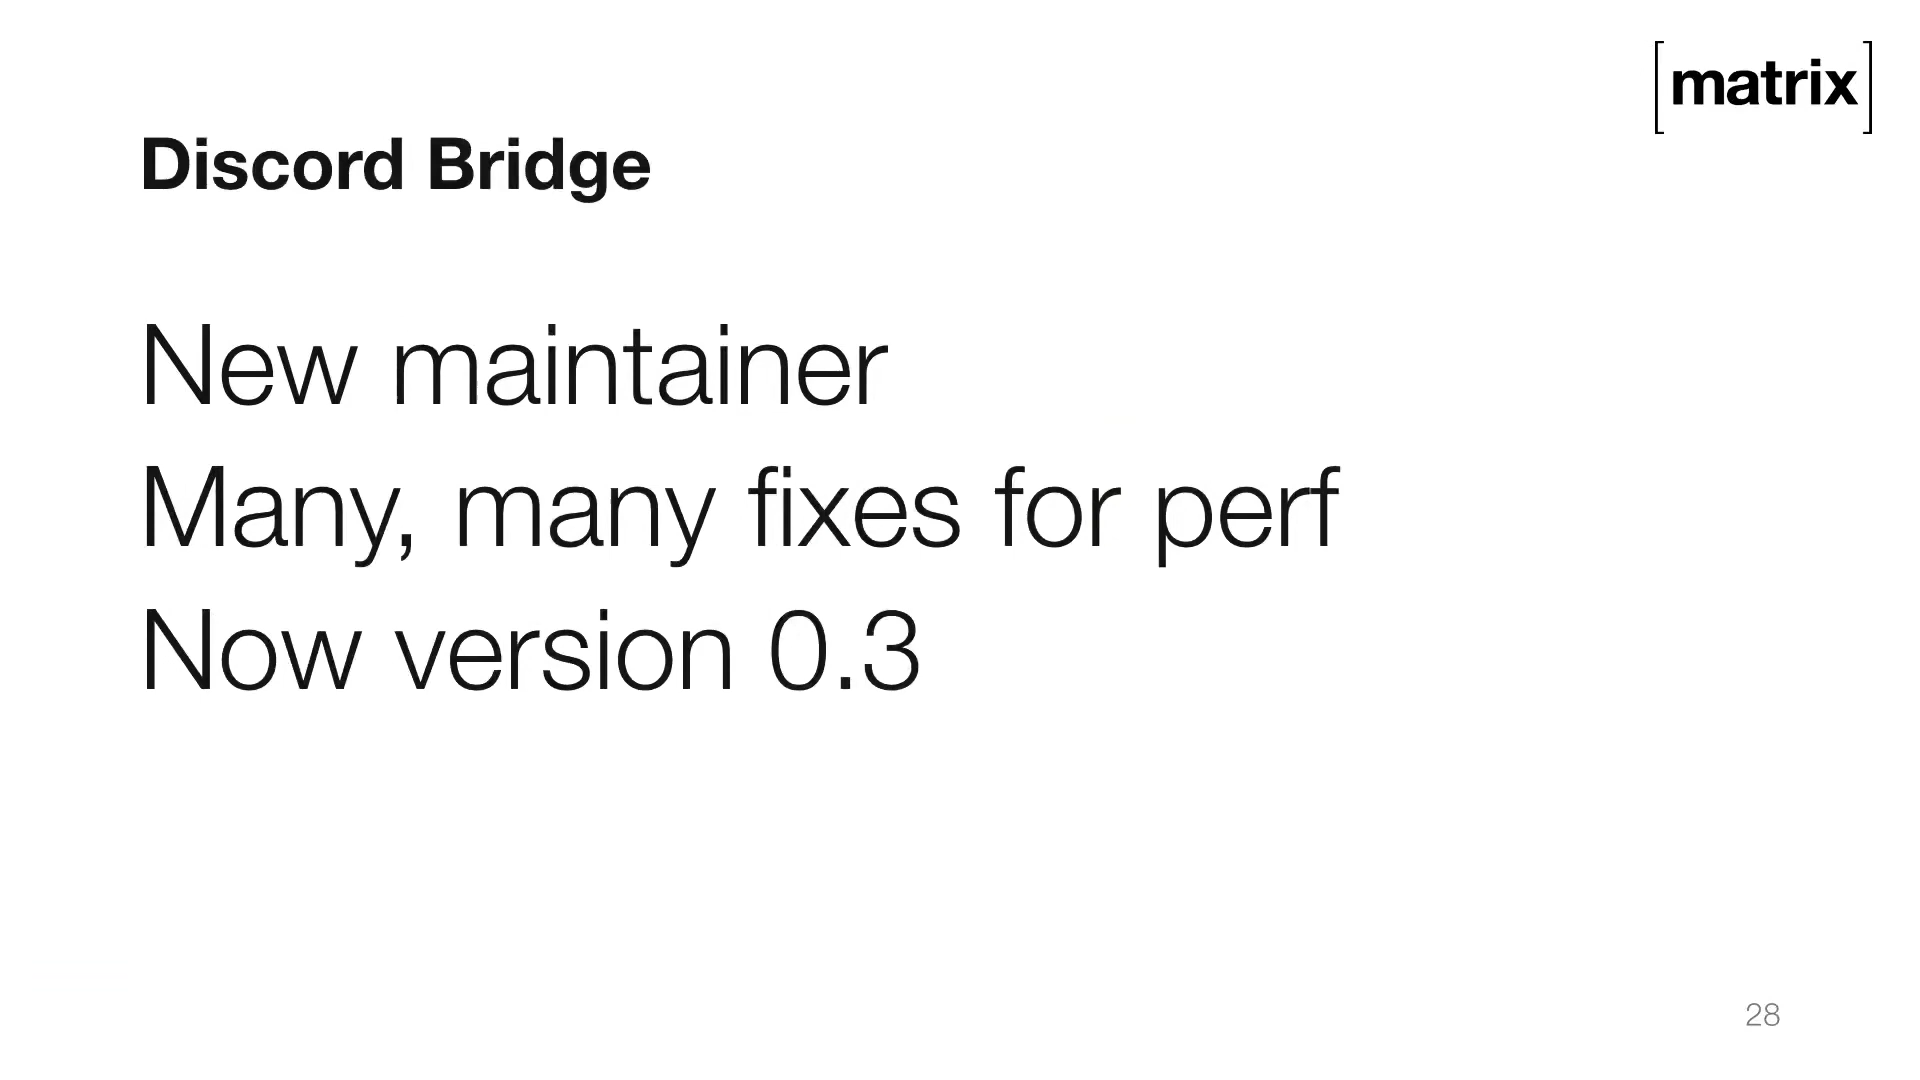 [matrix]
Discord Bridge
New maintainer
Many, many fixes for perf
Now version 0.3
28